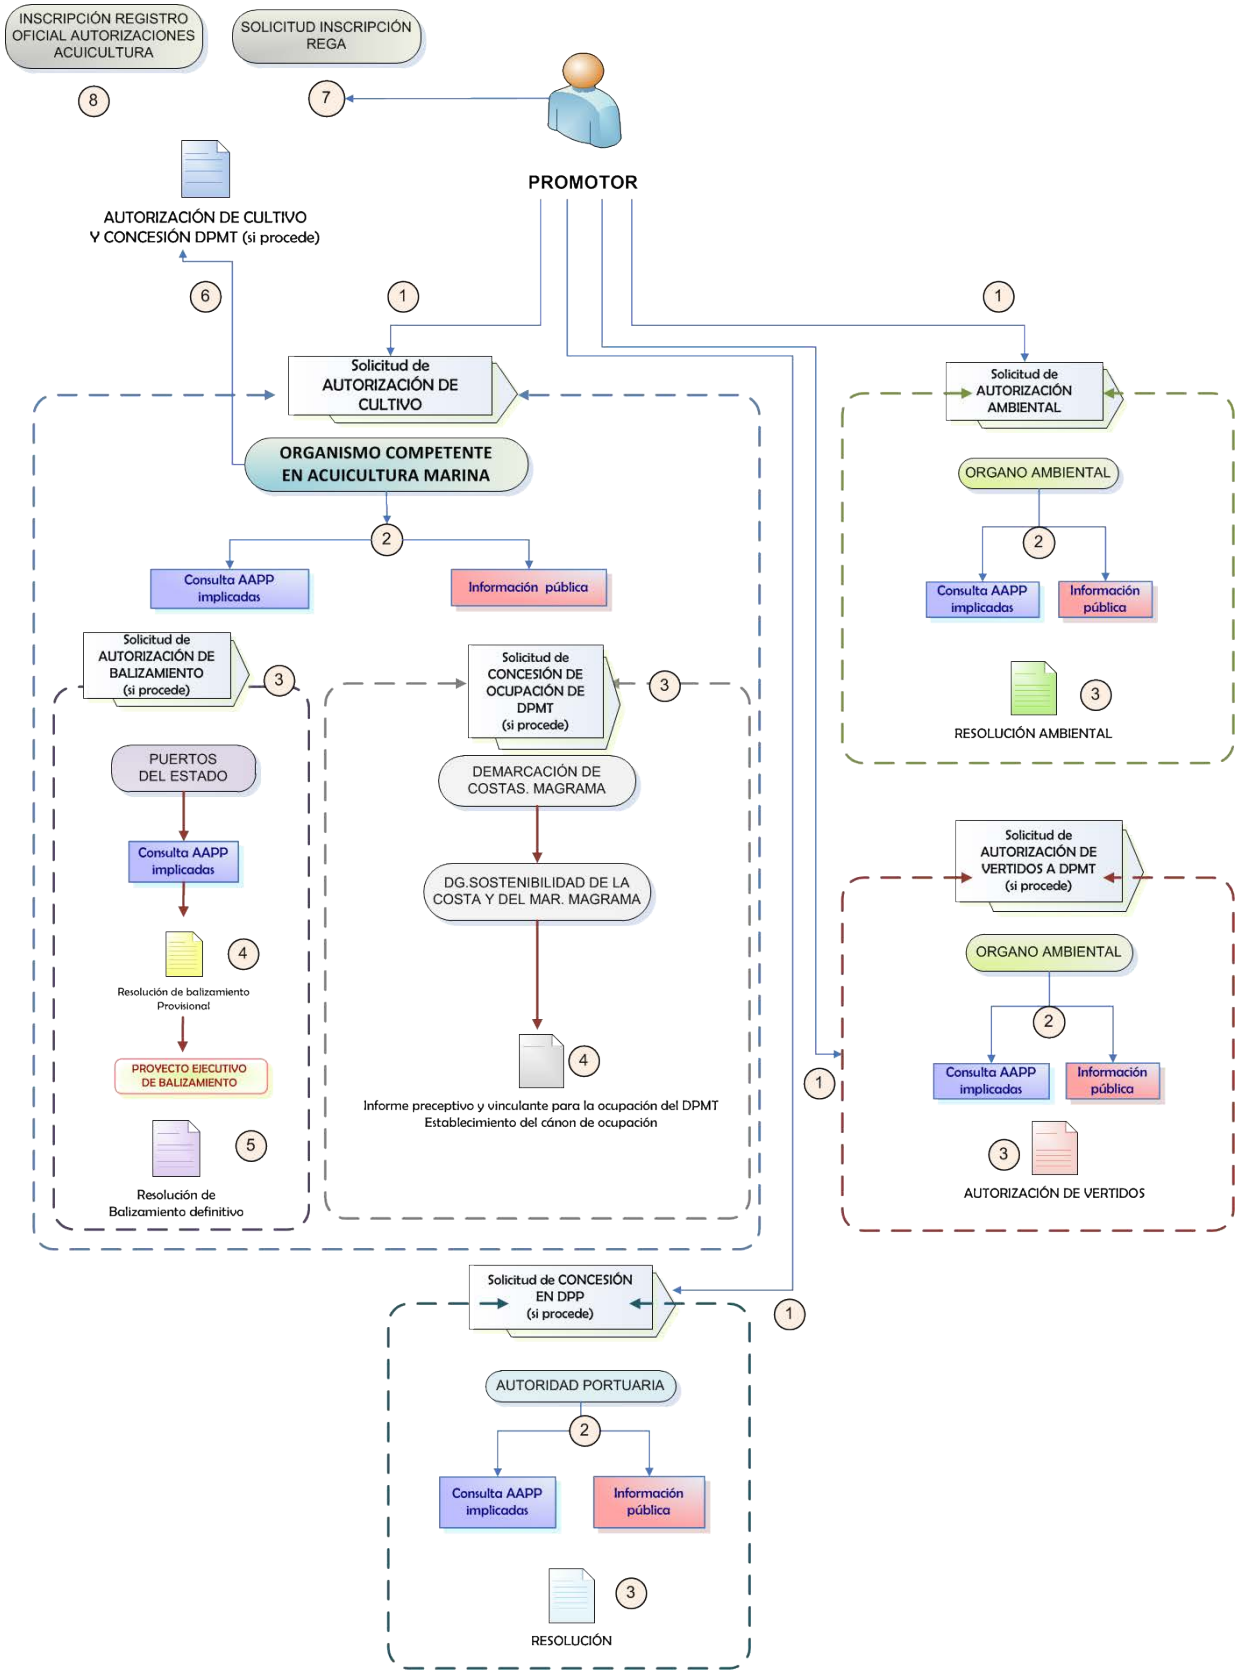 INSCRIPCIÓN REGISTRO
OFICIAL AUTORIZACIONES
ACUICULTURA
SOLICITUD INSCRIPCIÓN
REGA
8
7
PROMOTOR
AUTORIZACIÓN DE CULTIVO
Y CONCESIÓN DPMT (si procede)
6
1
1
Solicitud de
AUTORIZACIÓN DE
CULTIVO
ORGANISMO COMPETENTE
EN ACUICULTURA MARINA
2
Consulta AAPP
implicadas
Información pública
Solicitud de
AUTORIZACIÓN DE
BALIZAMIENTO
(si procede)
3
PUERTOS
DEL ESTADO
Consulta AAPP
implicadas
4
Resolución de balizamiento
Provisional
PROYECTO EJECUTIVO
DE BALIZAMIENTO
5
Resolución de
Balizamiento definitivo
Solicitud de
CONCESIÓN DE
OCUPACIÓN DE
DPMT
(si procede)
3
DEMARCACIÓN DE
COSTAS. MAGRAMA
DG.SOSTENIBILIDAD DE LA
COSTA Y DEL MAR. MAGRAMA
4
Informe preceptivo y vinculante para la ocupación del DPMT
Establecimiento del cánon de ocupación
Solicitud de
AUTORIZACIÓN
AMBIENTAL
ORGANO AMBIENTAL
2
Consulta AAPP
implicadas
Información
pública
3
RESOLUCIÓN AMBIENTAL
Solicitud de
AUTORIZACIÓN DE
VERTIDOS A DPMT
(si procede)
ORGANO AMBIENTAL
2
1
Consulta AAPP
implicadas
Información
pública
3
AUTORIZACIÓN DE VERTIDOS
Solicitud de CONCESIÓN
EN DPP
(si procede)
1
AUTORIDAD PORTUARIA
2
Consulta AAPP
implicadas
Información
pública
3
RESOLUCIÓN